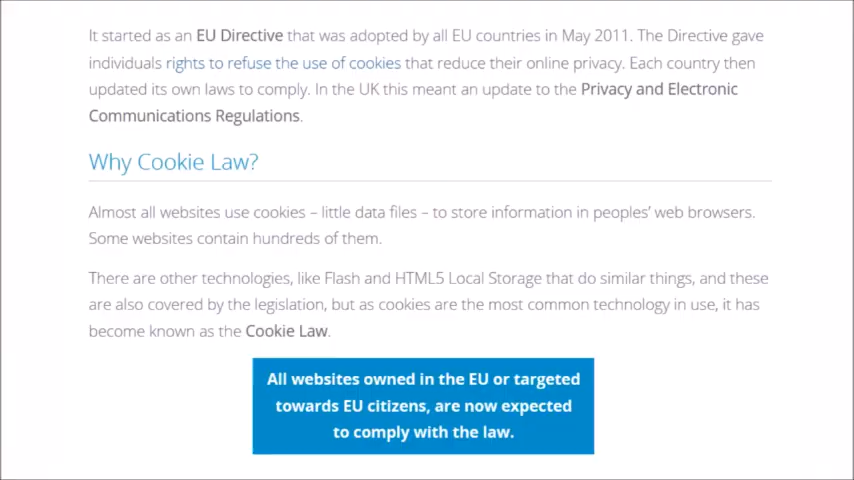 It started as an EU Directive that was adopted by all EU countries in May 2011. The Directive gave
individuals rights to refuse the use of cookies that reduce their online privacy. Each country then
updated its own laws to comply. In the UK this meant an update to the Privacy and Electronic
Communications Regulations.
Why Cookie Law?
Almost all websites use cookies – little data files – to store information in peoples’ web browsers.
Some websites contain hundreds of them.
There are other technologies, like Flash and HTML5 Local Storage that do similar things, and these
are also covered by the legislation, but as cookies are the most common technology in use, it has
become known as the Cookie Law.
All websites owned in the EU or targeted
towards EU citizens, are now expected
to comply with the law.